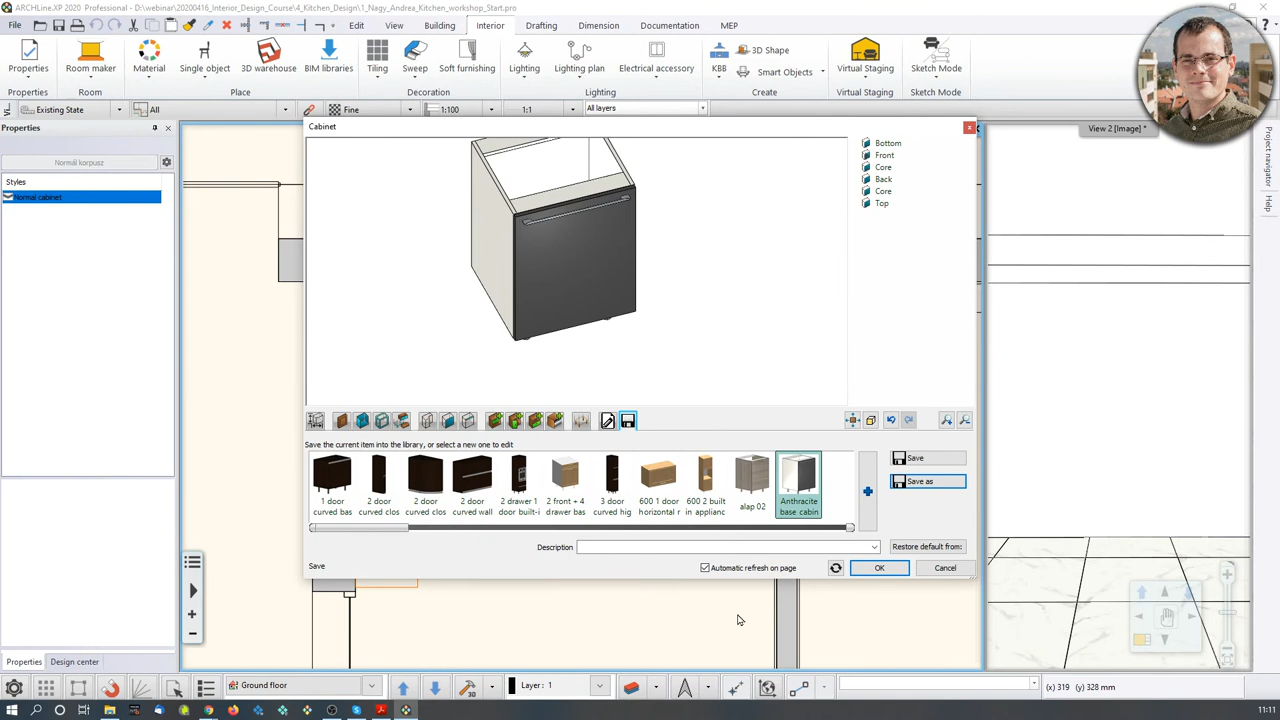 ARCHLine.XP 2020 Professional - D:\webinar\20200416_Interior_Design_Course\4_Kitchen_Design\1_Nagy_Andrea_Kitchen_workshop_Start.pro
File Edit View Building Interior Drafting Dimension Documentation MEP
Properties Room maker Material Single object 3D warehouse BIM libraries Tiling Sweep Soft furnishing Lighting Lighting plan Electrical accessory KBB 3D Shape Smart Objects Virtual Staging Sketch Mode
Properties Room Place Decoration Lighting Create Virtual Staging Sketch Mode
Existing State All Fine 1:100 1:1 All layers
Properties
Normál korpusz
Styles
Normal cabinet
Cabinet
View 2 [Image] *
Project navigator
Help
Bottom
Front
Core
Back
Core
Top
Save the current item into the library, or select a new one to edit
1 door curved bas
2 door curved clos
2 door curved clos
2 door curved wall
2 drawer 1 door built-i
2 front + 4 drawer bas
3 door curved hig
600 1 door horizontal r
600 2 built in applianc
alap 02
Anthracite base cabin
Save
Save as
Description
Restore default from:
Save
Automatic refresh on page
OK
Cancel
Properties Design center
Ground floor
Layer : 1
(x) 319 (y) 328 mm
11:11